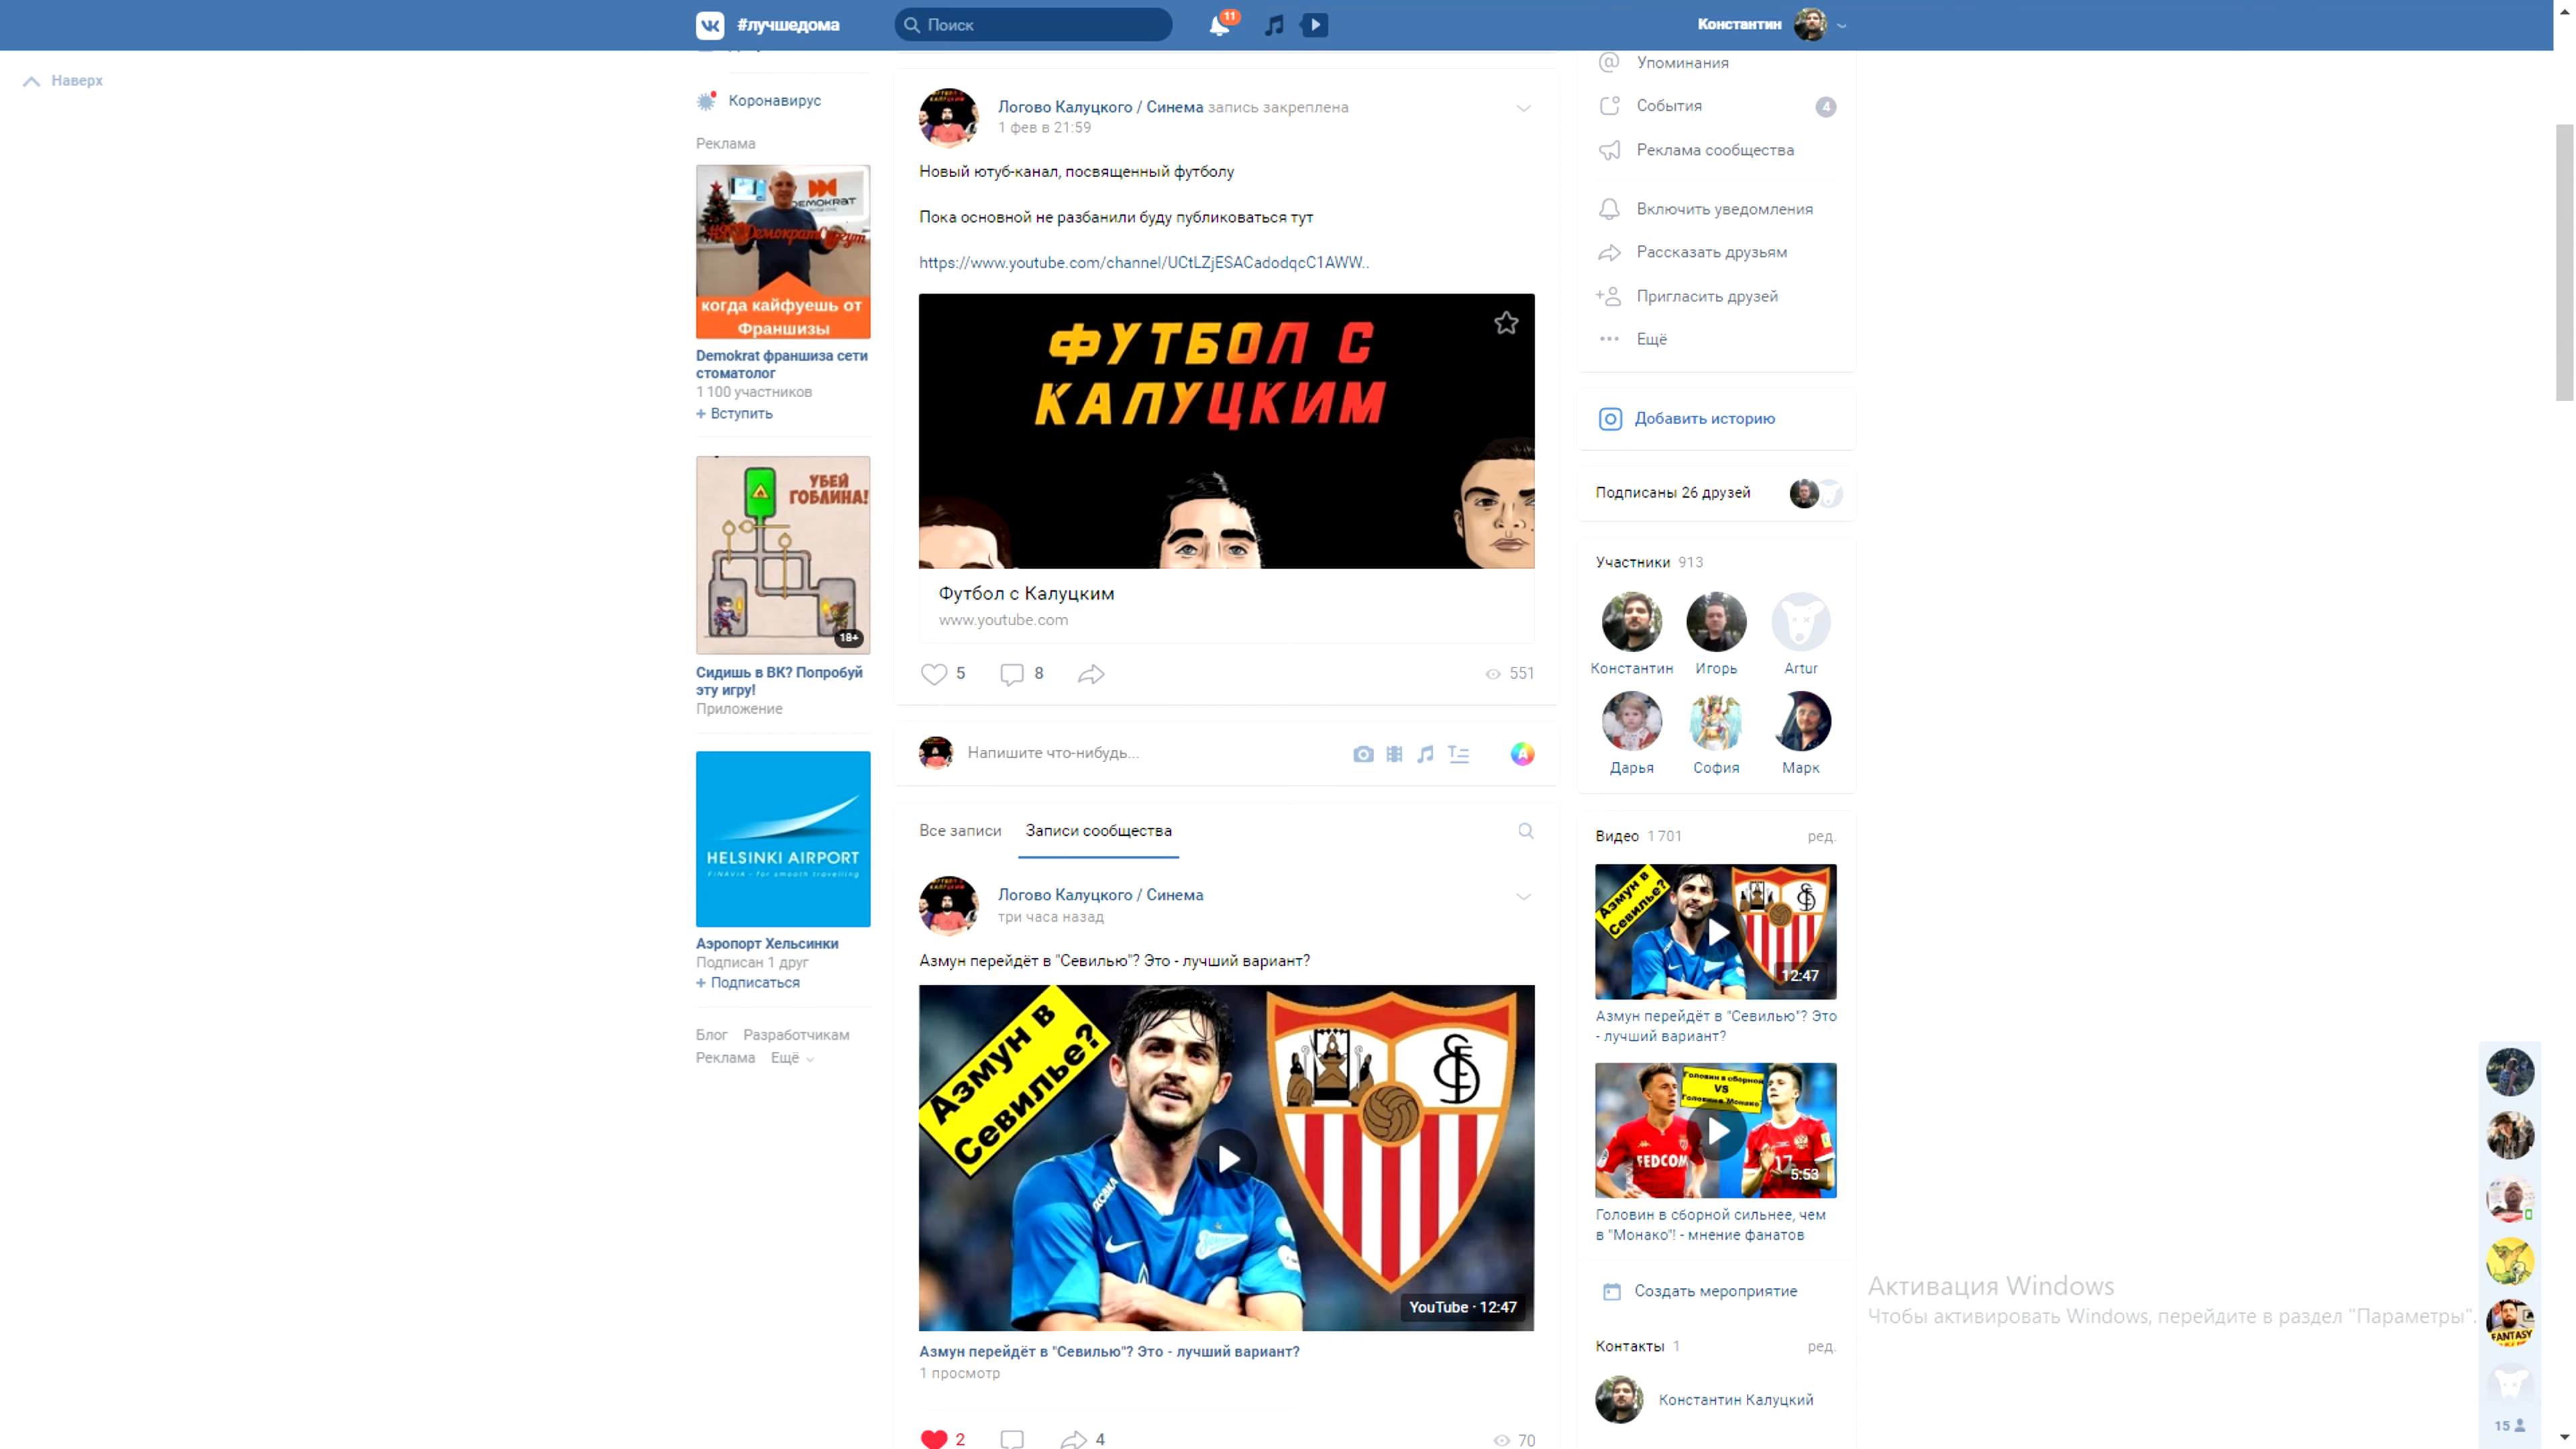 #лучшедома
Поиск
11
Константин
Наверх
Коронавирус
Реклама
DEMOKRAT
когда кайфуешь от
Франшизы
Demokrat франшиза сети
стоматолог
1 100 участников
+ Вступить
УБЕЙ
ГОБЛИНА!
18+
Сидишь в ВК? Попробуй
эту игру!
Приложение
HELSINKI AIRPORT
FINAVIA – for smooth travelling
Аэропорт Хельсинки
Подписан 1 друг
+ Подписаться
Блог Разработчикам
Реклама Ещё
Логово Калуцкого / Синема запись закреплена
1 фев в 21:59
Новый ютуб-канал, посвященный футболу
Пока основной не разбанили буду публиковаться тут
https://www.youtube.com/channel/UCtLZjESACadodqcC1AWW..
ФУТБОЛ С
КАЛУЦКИМ
Футбол с Калуцким
www.youtube.com
5 8 551
Напишите что-нибудь...
Все записи Записи сообщества
Логово Калуцкого / Синема
три часа назад
Азмун перейдёт в "Севилью"? Это - лучший вариант?
Азмун в
Севилье?
YouTube · 12:47
Азмун перейдёт в "Севилью"? Это - лучший вариант?
1 просмотр
2 4 70
Упоминания
События 4
Реклама сообщества
Включить уведомления
Рассказать друзьям
Пригласить друзей
Ещё
Добавить историю
Подписаны 26 друзей
Участники 913
Константин Игорь Artur
Дарья София Марк
Видео 1 701 ред.
Азмун в
Севилье?
12:47
Азмун перейдёт в "Севилью"? Это
- лучший вариант?
Головин в сборной
VS
Головин в Монако
FEDCOM
17
5:53
Головин в сборной сильнее, чем
в "Монако"! - мнение фанатов
Создать мероприятие
Контакты 1 ред.
Константин Калуцкий
Активация Windows
Чтобы активировать Windows, перейдите в раздел "Параметры".
FANTASY
15